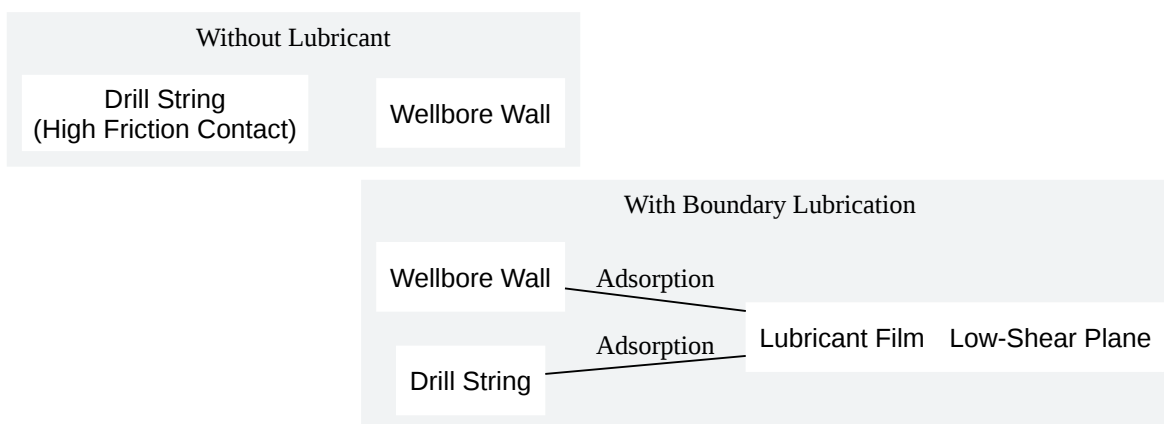 Without Lubricant
Drill String
(High Friction Contact)
Wellbore Wall
With Boundary Lubrication
Wellbore Wall
Adsorption
Adsorption
Drill String
Lubricant Film Low-Shear Plane